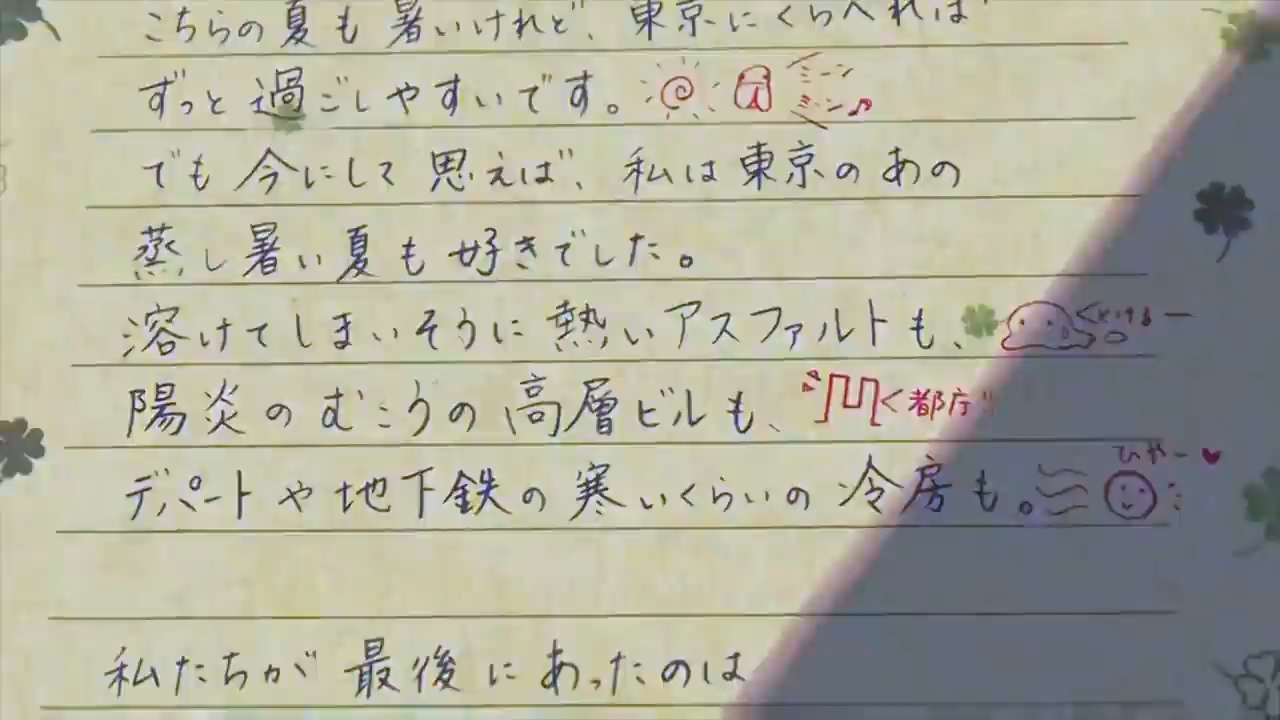 こちらの夏も暑いけれど、東京にくらべれば
ずっと過ごしやすいです。 ミーン ミーン♪
でも今にして思えば、私は東京のあの
蒸し暑い夏も好きでした。
溶けてしまいそうに熱いアスファルトも、 とけるー
陽炎のむこうの高層ビルも、 都庁
デパートや地下鉄の寒いくらいの冷房も。 ひやー♥
私たちが最後にあったのは